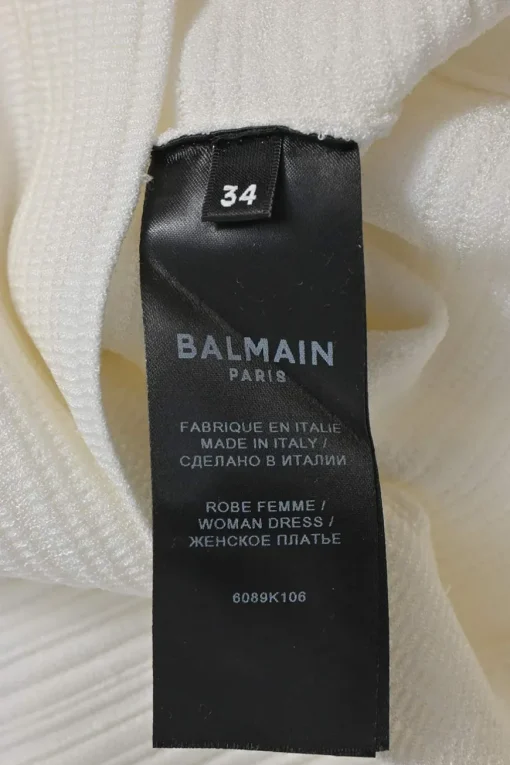 34
BALMAIN
PARIS
FABRIQUE EN ITALIE
MADE IN ITALY /
СДЕЛАНО В ИТАЛИИ
ROBE FEMME /
WOMAN DRESS /
ЖЕНСКОЕ ПЛАТЬЕ
6089K106